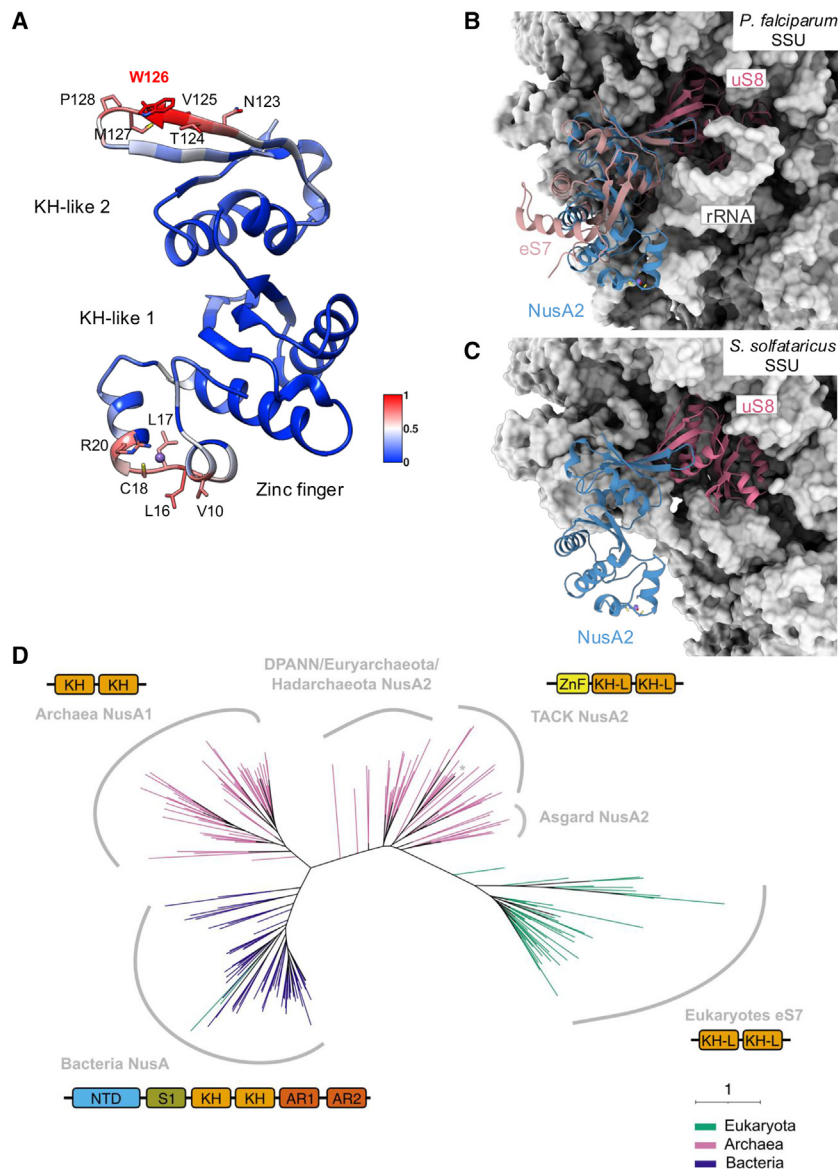 A
W126
P128
V125
N123
M127
T124
KH-like 2
KH-like 1
L17
R20
C18
L16
V10
Zinc finger
1
0.5
0
B
P. falciparum
SSU
uS8
rRNA
eS7
NusA2
C
S. solfataricus
SSU
uS8
NusA2
D
KH KH
Archaea NusA1
DPANN/Euryarchaeota/
Hadarchaeota NusA2
ZnF KH-L KH-L
TACK NusA2
*
Asgard NusA2
Eukaryotes eS7
KH-L KH-L
Bacteria NusA
NTD S1 KH KH AR1 AR2
1
Eukaryota
Archaea
Bacteria